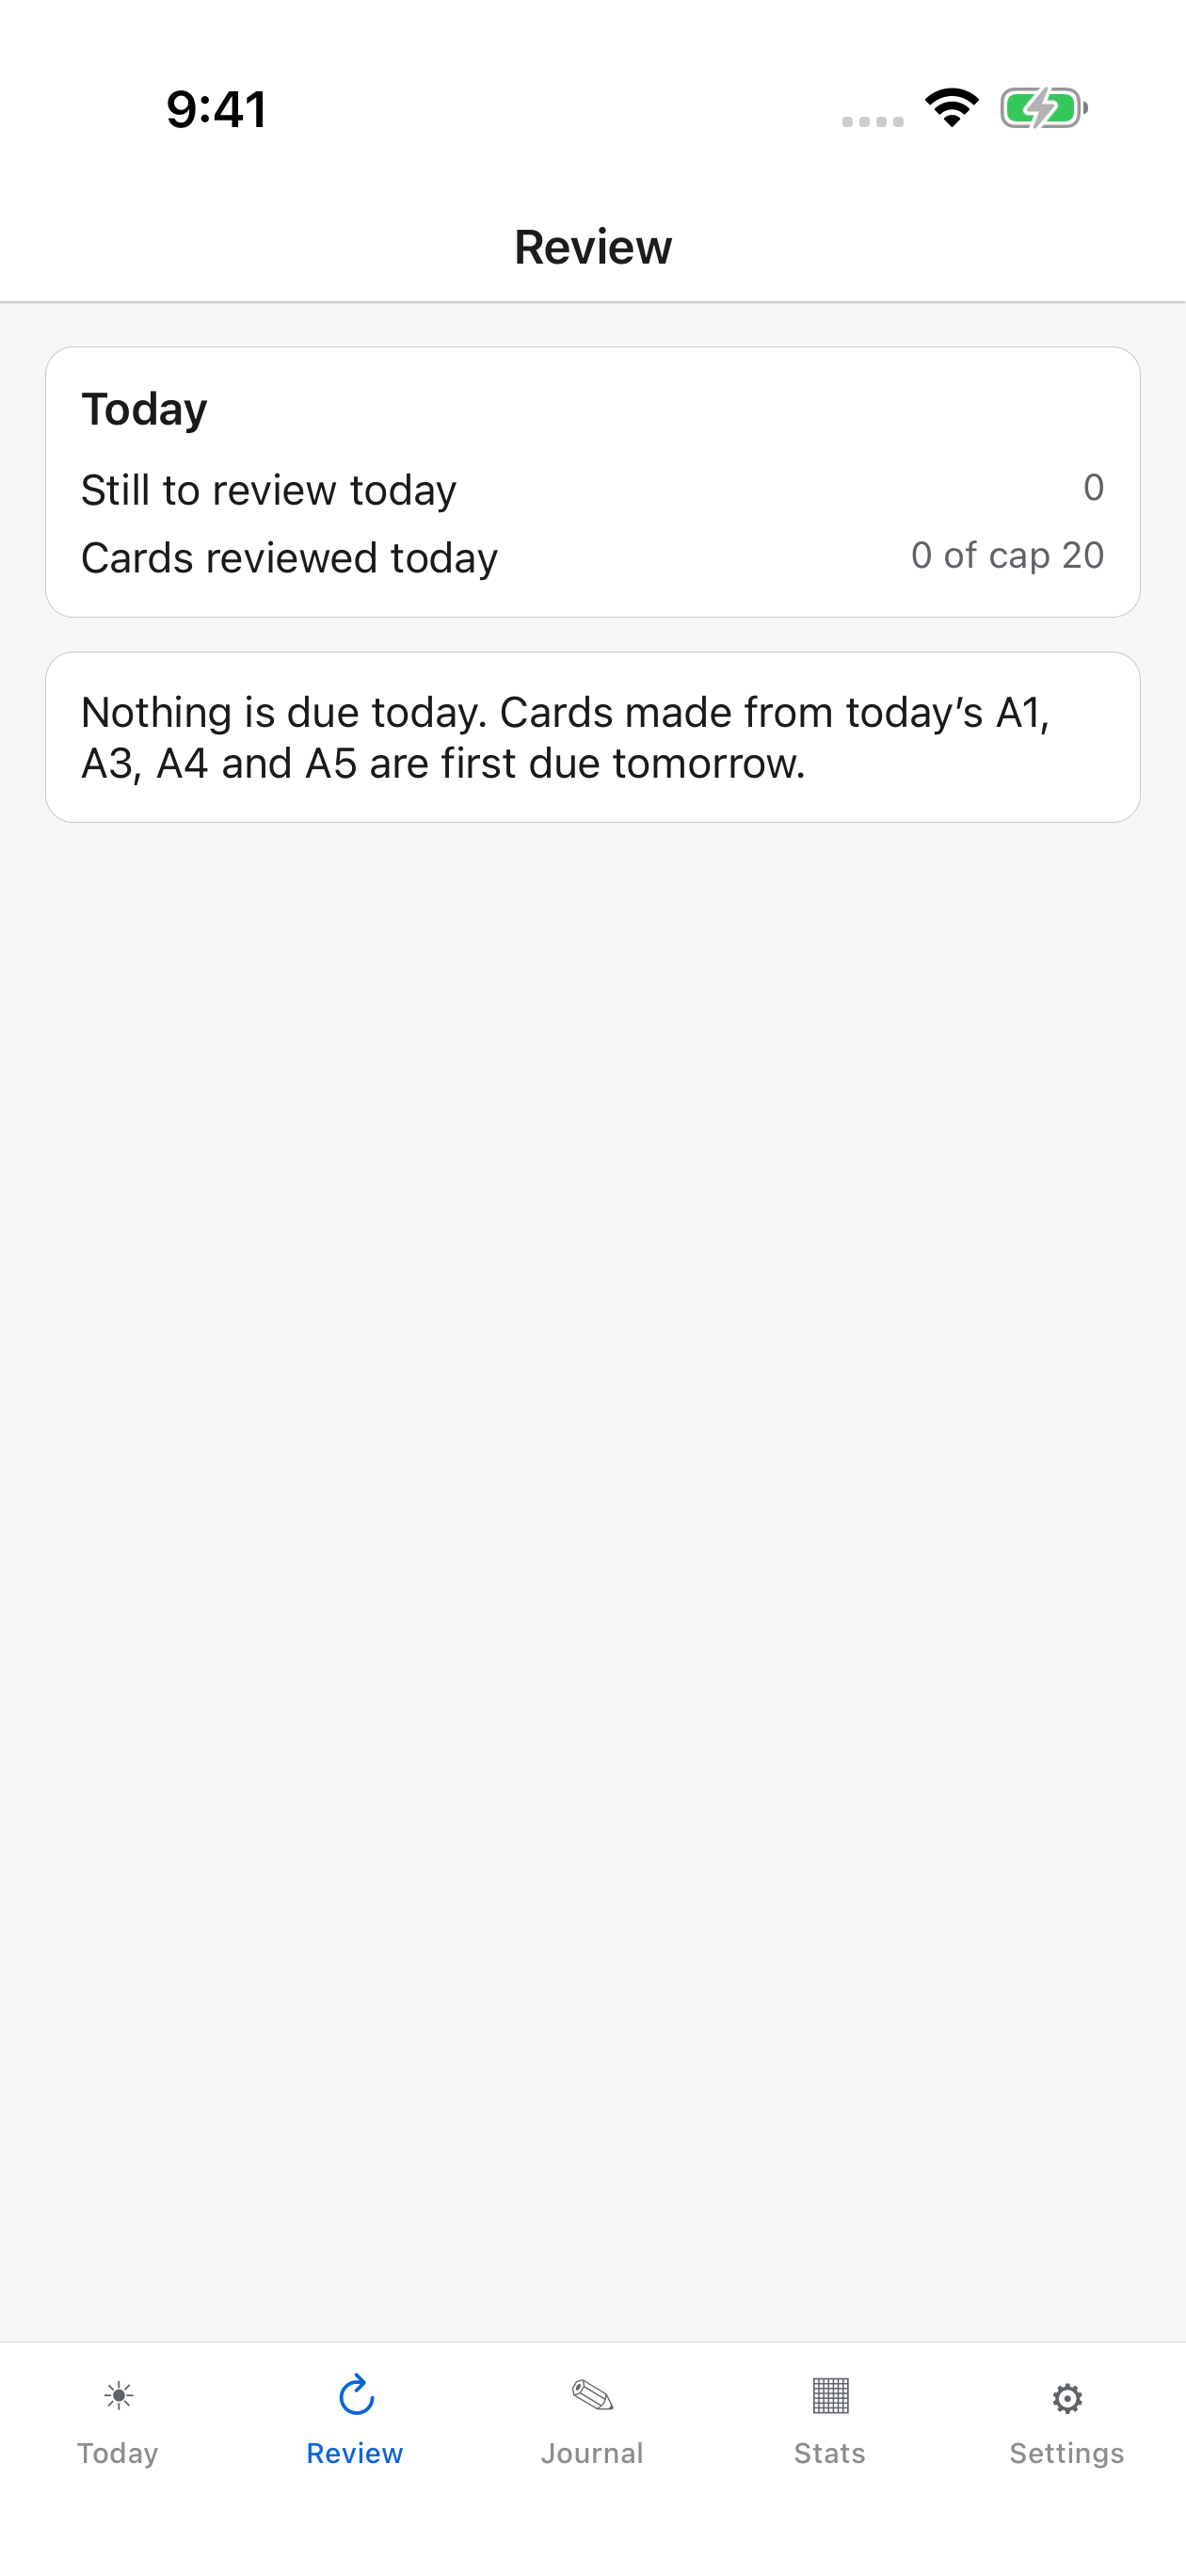 9:41
Review
Today
Still to review today 0
Cards reviewed today 0 of cap 20
Nothing is due today. Cards made from today’s A1,
A3, A4 and A5 are first due tomorrow.
Today Review Journal Stats Settings